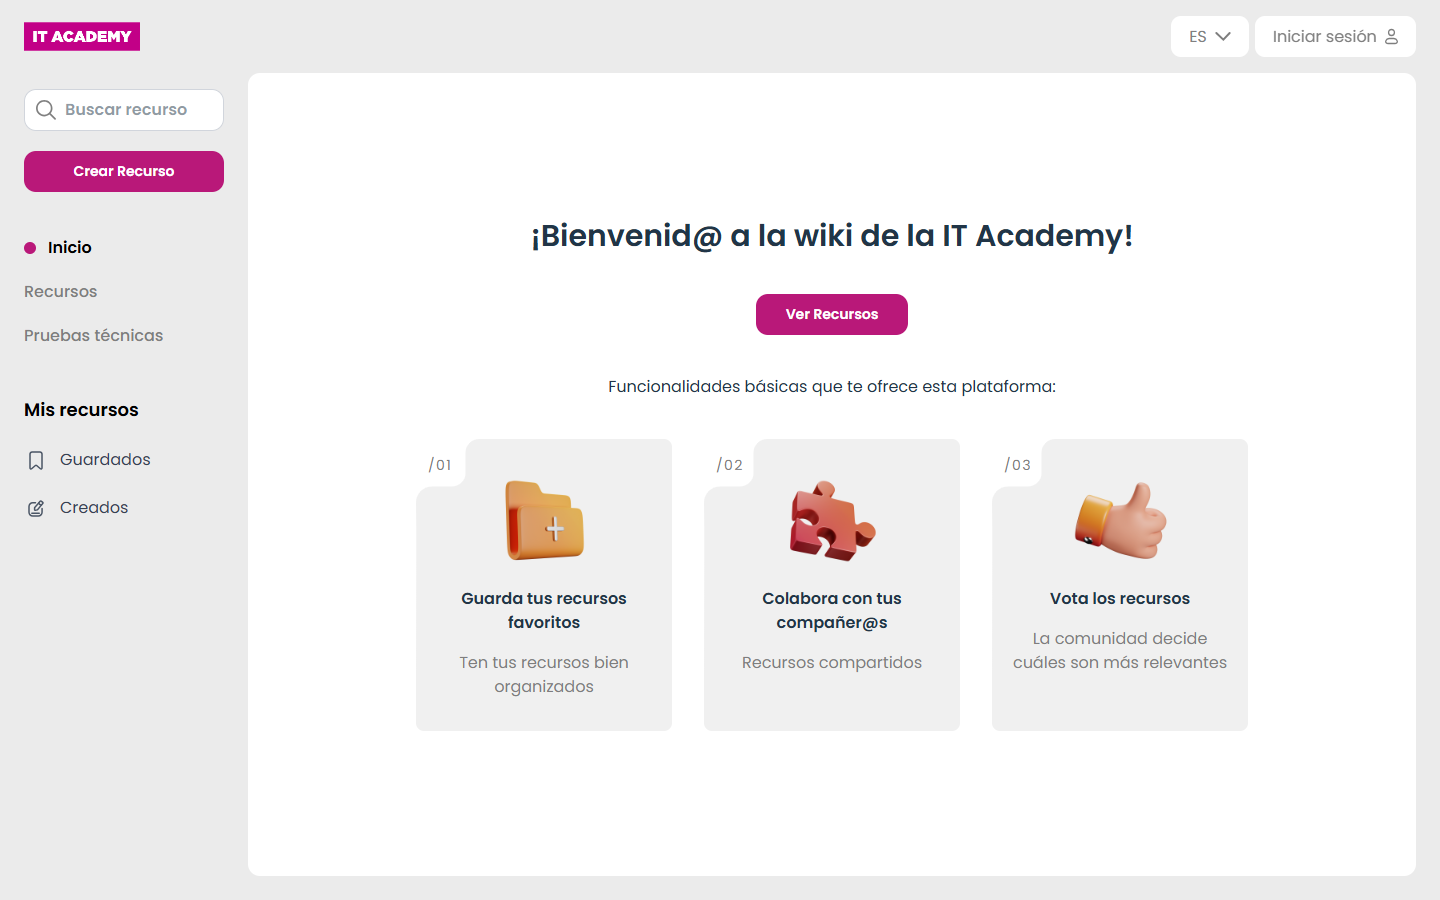 IT ACADEMY
ES
Iniciar sesión
Buscar recurso
Crear Recurso
Inicio
Recursos
Pruebas técnicas
Mis recursos
Guardados
Creados
¡Bienvenid@ a la wiki de la IT Academy!
Ver Recursos
Funcionalidades básicas que te ofrece esta plataforma:
/01
Guarda tus recursos
favoritos
Ten tus recursos bien
organizados
/02
Colabora con tus
compañer@s
Recursos compartidos
/03
Vota los recursos
La comunidad decide
cuáles son más relevantes